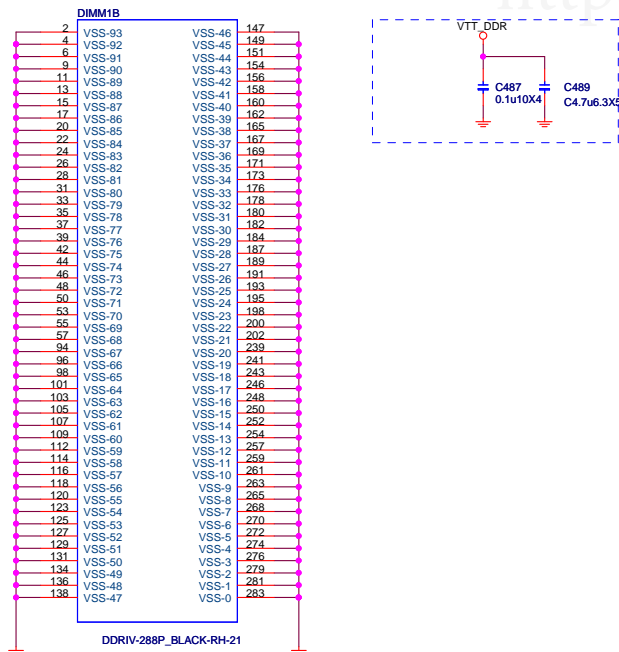 http
DIMM1B
2 VSS-93 VSS-46 147
4 VSS-92 VSS-45 149
6 VSS-91 VSS-44 151
9 VSS-90 VSS-43 154
11 VSS-89 VSS-42 156
13 VSS-88 VSS-41 158
15 VSS-87 VSS-40 160
17 VSS-86 VSS-39 162
20 VSS-85 VSS-38 165
22 VSS-84 VSS-37 167
24 VSS-83 VSS-36 169
26 VSS-82 VSS-35 171
28 VSS-81 VSS-34 173
31 VSS-80 VSS-33 176
33 VSS-79 VSS-32 178
35 VSS-78 VSS-31 180
37 VSS-77 VSS-30 182
39 VSS-76 VSS-29 184
42 VSS-75 VSS-28 187
44 VSS-74 VSS-27 189
46 VSS-73 VSS-26 191
48 VSS-72 VSS-25 193
50 VSS-71 VSS-24 195
53 VSS-70 VSS-23 198
55 VSS-69 VSS-22 200
57 VSS-68 VSS-21 202
94 VSS-67 VSS-20 239
96 VSS-66 VSS-19 241
98 VSS-65 VSS-18 243
101 VSS-64 VSS-17 246
103 VSS-63 VSS-16 248
105 VSS-62 VSS-15 250
107 VSS-61 VSS-14 252
109 VSS-60 VSS-13 254
112 VSS-59 VSS-12 257
114 VSS-58 VSS-11 259
116 VSS-57 VSS-10 261
118 VSS-56 VSS-9 263
120 VSS-55 VSS-8 265
123 VSS-54 VSS-7 268
125 VSS-53 VSS-6 270
127 VSS-52 VSS-5 272
129 VSS-51 VSS-4 274
131 VSS-50 VSS-3 276
134 VSS-49 VSS-2 279
136 VSS-48 VSS-1 281
138 VSS-47 VSS-0 283
DDRIV-288P_BLACK-RH-21
VTT_DDR
C487
0.1u10X4
C489
C4.7u6.3X5